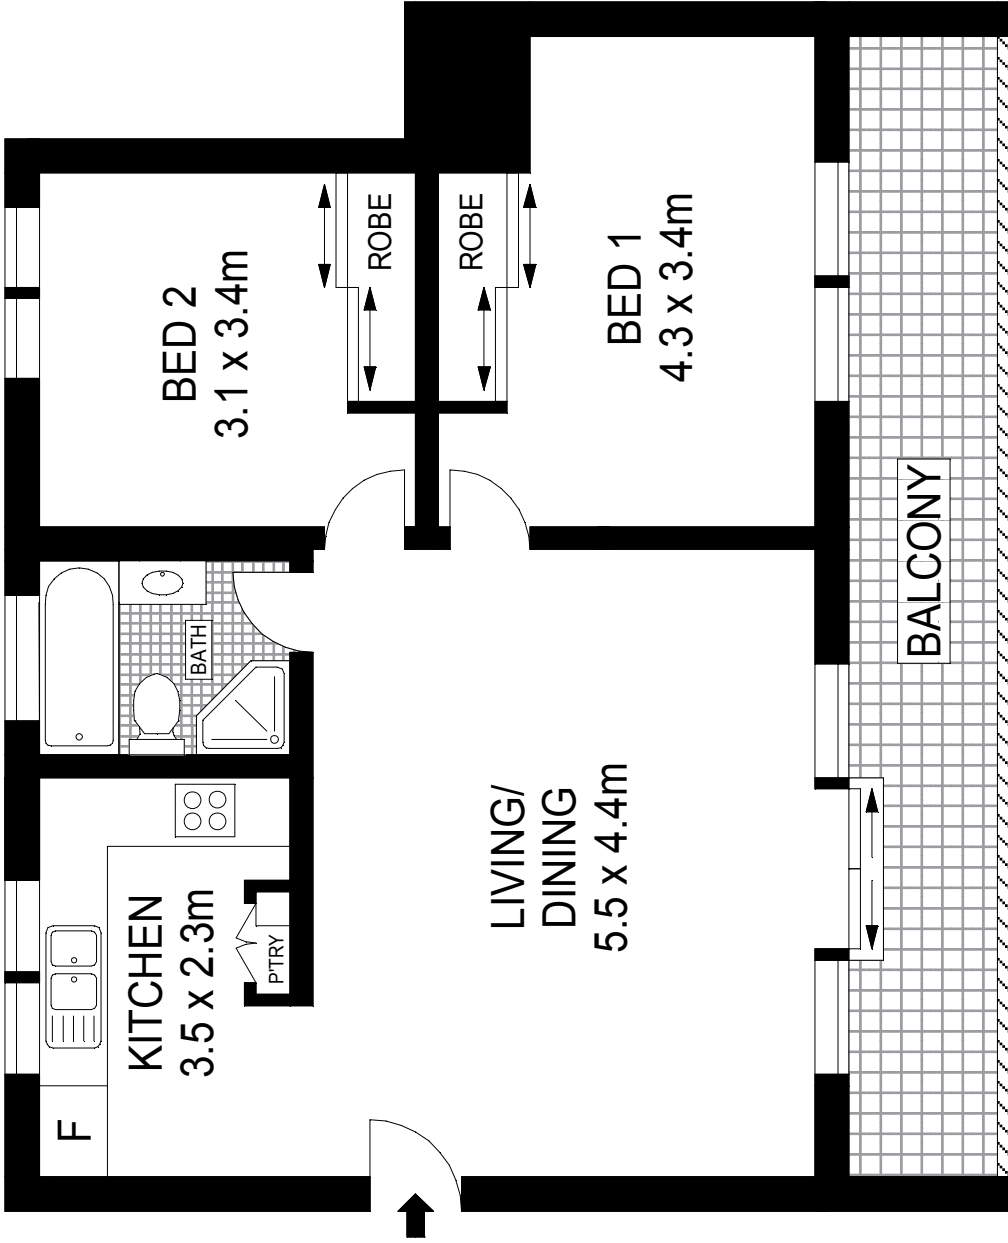 BED 2
3.1 x 3.4m
ROBE
ROBE
BED 1
4.3 x 3.4m
BATH
BALCONY
KITCHEN
3.5 x 2.3m
P'TRY
F
LIVING/
DINING
5.5 x 4.4m